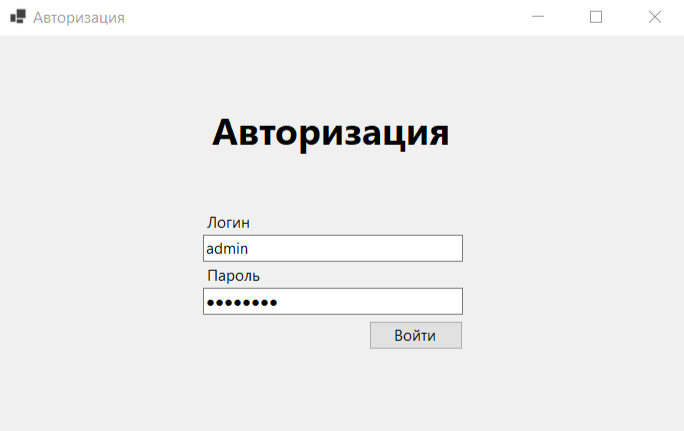 Авторизация
Авторизация
Логин
admin
Пароль
●●●●●●●●
Войти